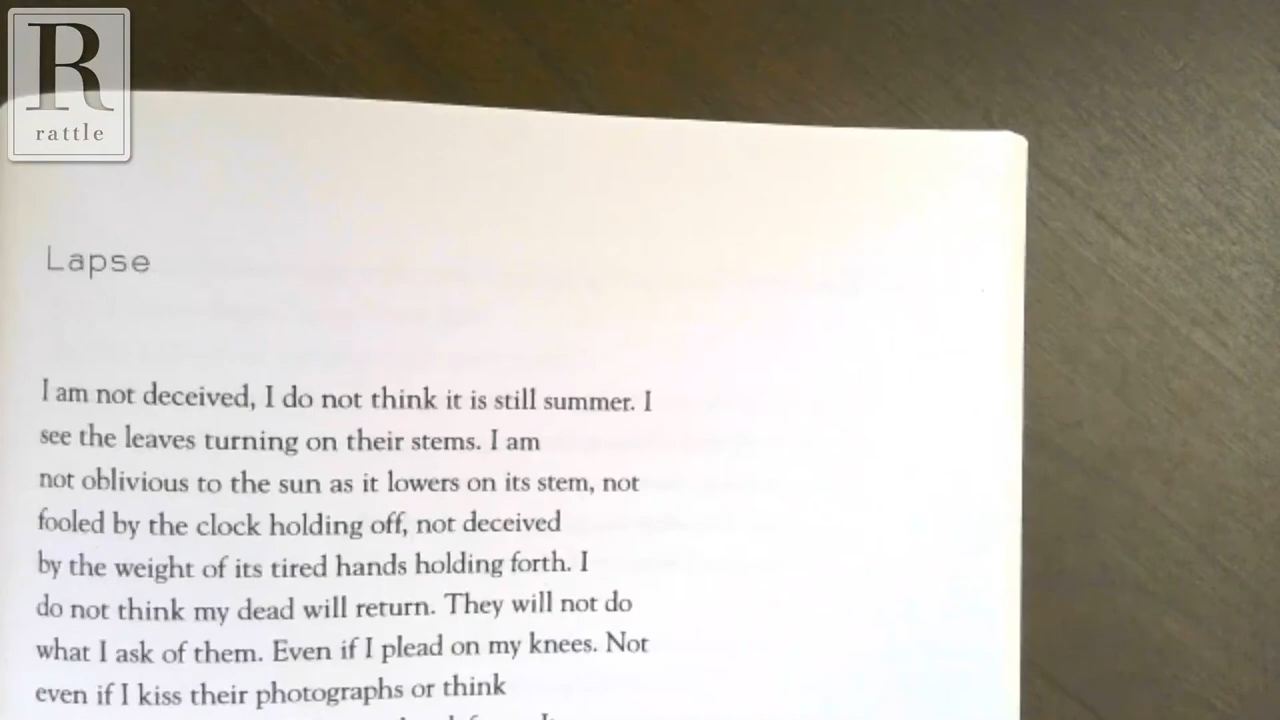 R
rattle
Lapse
I am not deceived, I do not think it is still summer. I
see the leaves turning on their stems. I am
not oblivious to the sun as it lowers on its stem, not
fooled by the clock holding off, not deceived
by the weight of its tired hands holding forth. I
do not think my dead will return. They will not do
what I ask of them. Even if I plead on my knees. Not
even if I kiss their photographs or think